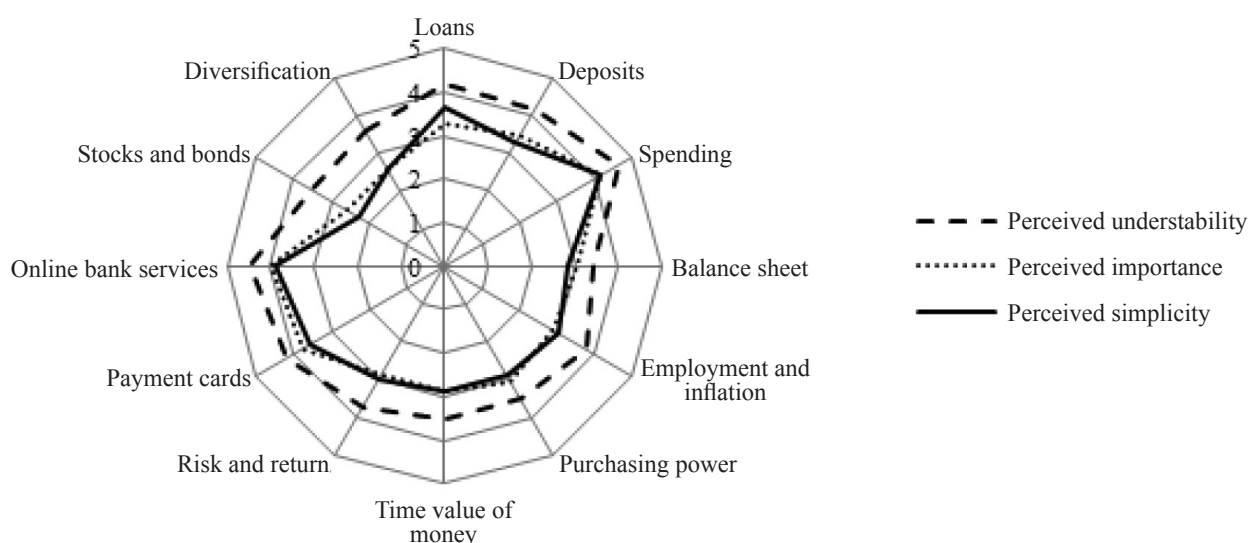 Loans
5
Diversification
Deposits
4
3
Stocks and bonds
Spending
2
1
Online bank services
0
Balance sheet
Perceived understability
Perceived importance
Perceived simplicity
Payment cards
Employment and
inflation
Risk and return
Purchasing power
Time value of
money